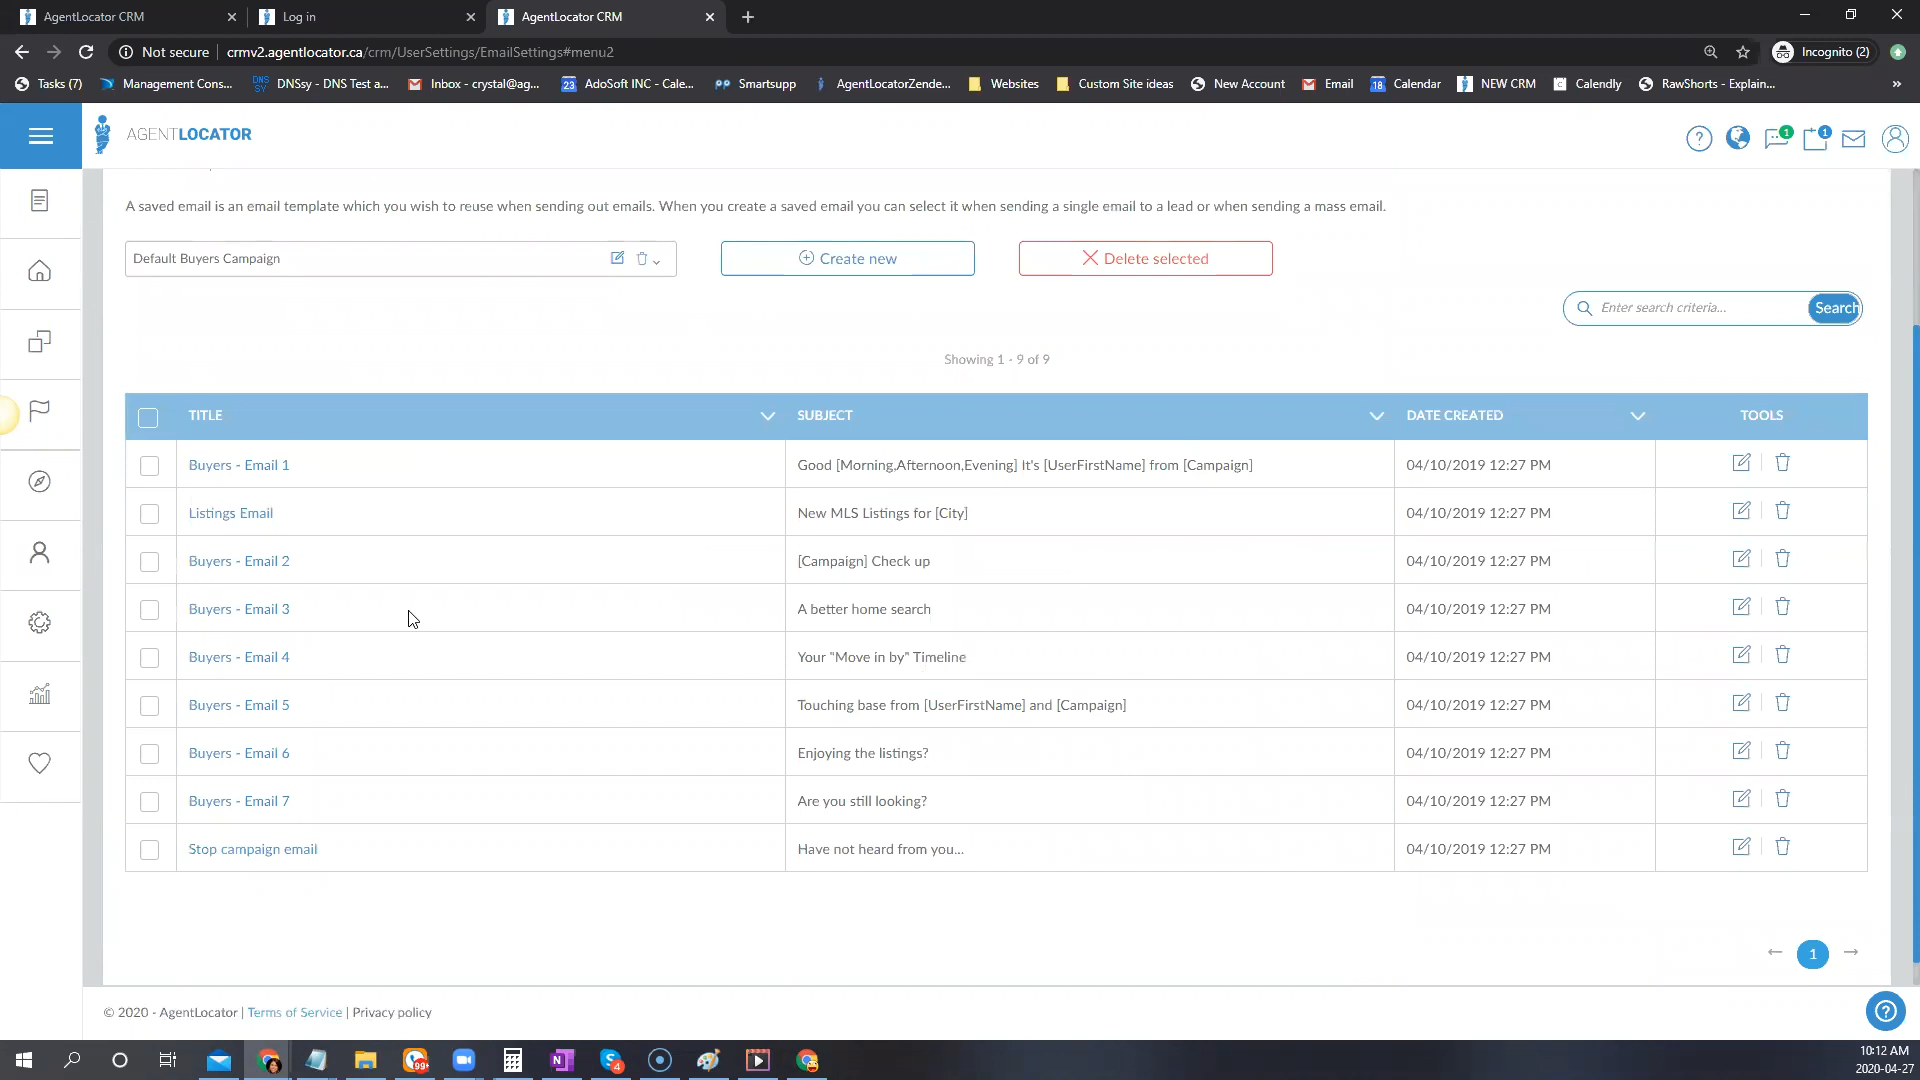 AgentLocator CRM
Log in
AgentLocator CRM
Not secure
crmv2.agentlocator.ca/crm/UserSettings/EmailSettings#menu2
Incognito (2)
Tasks (7)
Management Cons...
DNS
SY
DNSsy - DNS Test a...
Inbox - crystal@ag...
23
AdoSoft INC - Cale...
Smartsupp
AgentLocatorZende...
Websites
Custom Site ideas
New Account
Email
18
Calendar
NEW CRM
Calendly
RawShorts - Explain...
»
AGENTLOCATOR
?
1
1
A saved email is an email template which you wish to reuse when sending out emails. When you create a saved email you can select it when sending a single email to a lead or when sending a mass email.
Default Buyers Campaign
Create new
Delete selected
Enter search criteria...
Search
Showing 1 - 9 of 9
TITLE SUBJECT DATE CREATED TOOLS
Buyers - Email 1 Good [Morning,Afternoon,Evening] It's [UserFirstName] from [Campaign] 04/10/2019 12:27 PM
Listings Email New MLS Listings for [City] 04/10/2019 12:27 PM
Buyers - Email 2 [Campaign] Check up 04/10/2019 12:27 PM
Buyers - Email 3 A better home search 04/10/2019 12:27 PM
Buyers - Email 4 Your "Move in by" Timeline 04/10/2019 12:27 PM
Buyers - Email 5 Touching base from [UserFirstName] and [Campaign] 04/10/2019 12:27 PM
Buyers - Email 6 Enjoying the listings? 04/10/2019 12:27 PM
Buyers - Email 7 Are you still looking? 04/10/2019 12:27 PM
Stop campaign email Have not heard from you... 04/10/2019 12:27 PM
1
© 2020 - AgentLocator | Terms of Service | Privacy policy
?
99+
4
10:12 AM
2020-04-27